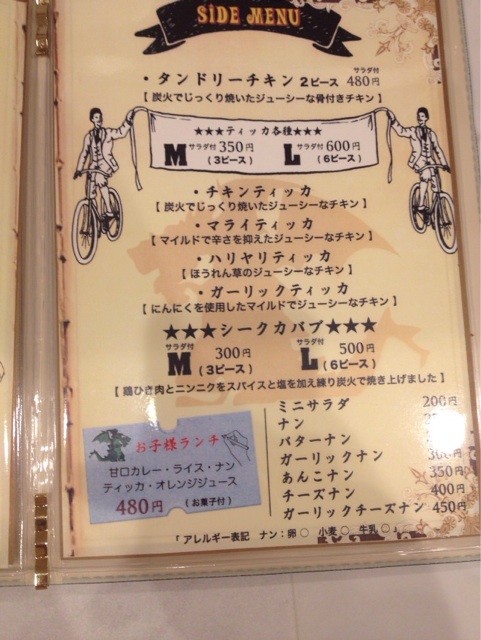 SIDE MENU
・タンドリーチキン 2ピース サラダ付 480円
【 炭火でじっくり焼いたジューシーな骨付きチキン 】
★★★ティッカ各種★★★
M サラダ付 350円 (3ピース) L サラダ付 600円 (6ピース)
・チキンティッカ
【 炭火でじっくり焼いたジューシーなチキン 】
・マライティッカ
【 マイルドで辛さを抑えたジューシーなチキン 】
・ハリヤリティッカ
【 ほうれん草のジューシーなチキン 】
・ガーリックティッカ
【 にんにくを使用したマイルドでジューシーなチキン 】
★★★シークカバブ★★★
M サラダ付 300円 (3ピース) L サラダ付 500円 (6ピース)
【 鶏ひき肉とニンニクをスパイスと塩を加え練り炭火で焼き上げました 】
お子様ランチ
甘口カレー・ライス・ナン
ティッカ・オレンジジュース
480円 (お菓子付)
ミニサラダ 200円
ナン
バターナン
ガーリックナン 300円
あんこナン 350円
チーズナン 400円
ガーリックチーズナン 450円
「 アレルギー表記 ナン:卵○ 小麦○ 牛乳○ 」